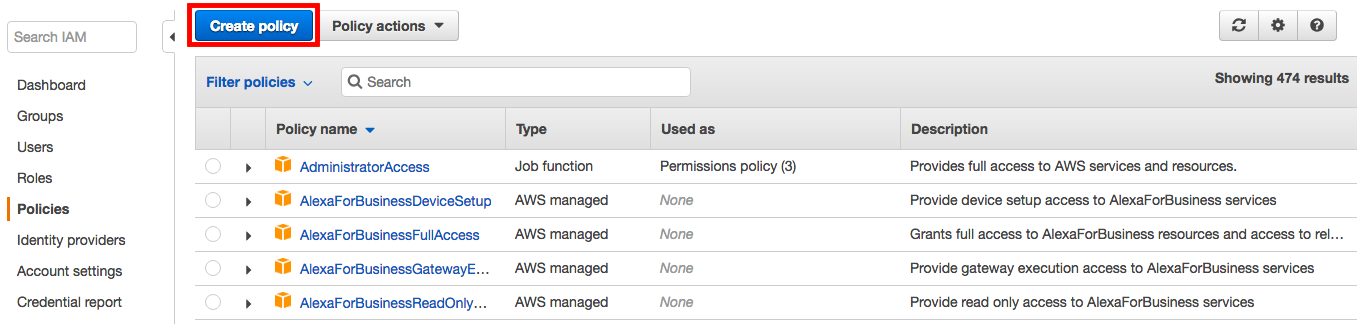 Search IAM
Dashboard
Groups
Users
Roles
Policies
Identity providers
Account settings
Credential report
Create policy Policy actions
Filter policies Search Showing 474 results
Policy name Type Used as Description
AdministratorAccess Job function Permissions policy (3) Provides full access to AWS services and resources.
AlexaForBusinessDeviceSetup AWS managed None Provide device setup access to AlexaForBusiness services
AlexaForBusinessFullAccess AWS managed None Grants full access to AlexaForBusiness resources and access to rel…
AlexaForBusinessGatewayE… AWS managed None Provide gateway execution access to AlexaForBusiness services
AlexaForBusinessReadOnly… AWS managed None Provide read only access to AlexaForBusiness services